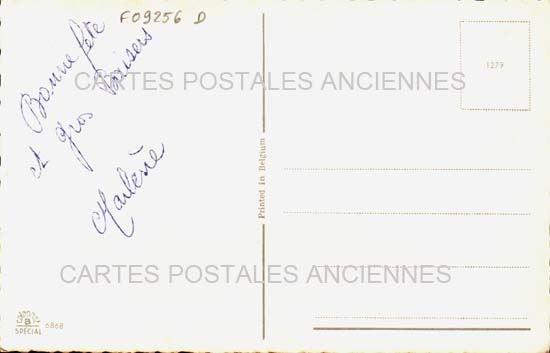 F09256 D
Bonne fête
et gros Baisers
Marlène
CARTES POSTALES ANCIENNES
1279
Printed in Belgium
CARTES POSTALES ANCIENNES
SPECIAL 6868